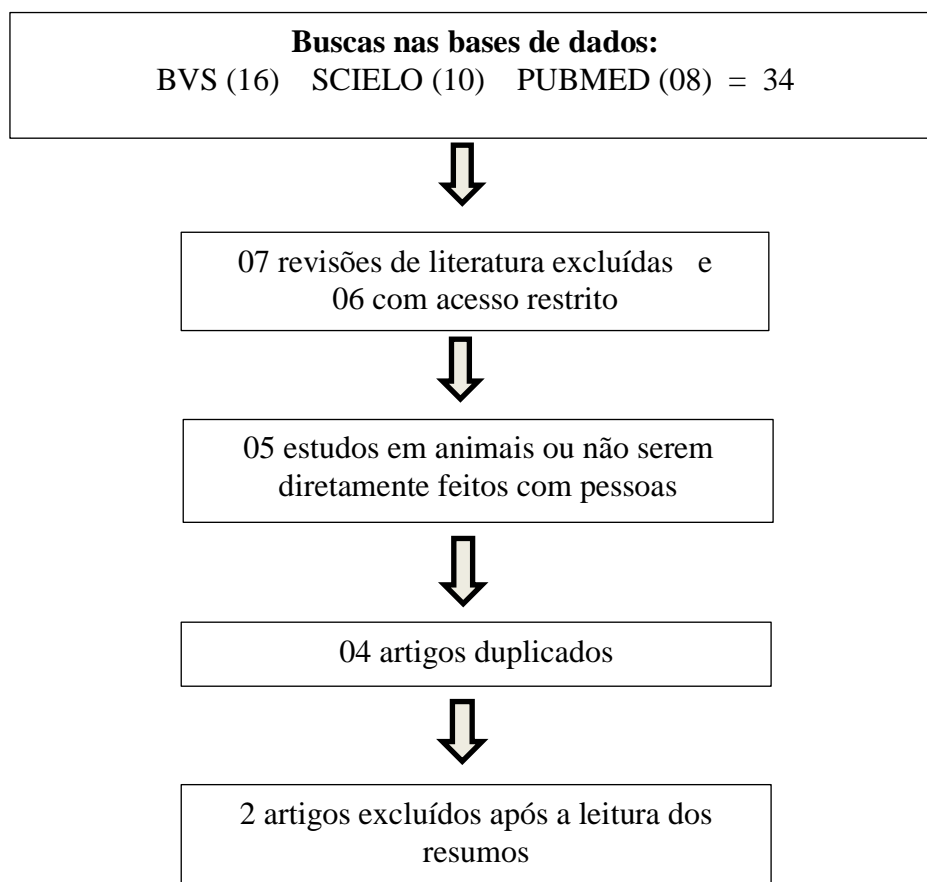 Buscas nas bases de dados:
BVS (16) SCIELO (10) PUBMED (08) = 34
07 revisões de literatura excluídas e
06 com acesso restrito
05 estudos em animais ou não serem
diretamente feitos com pessoas
04 artigos duplicados
2 artigos excluídos após a leitura dos
resumos